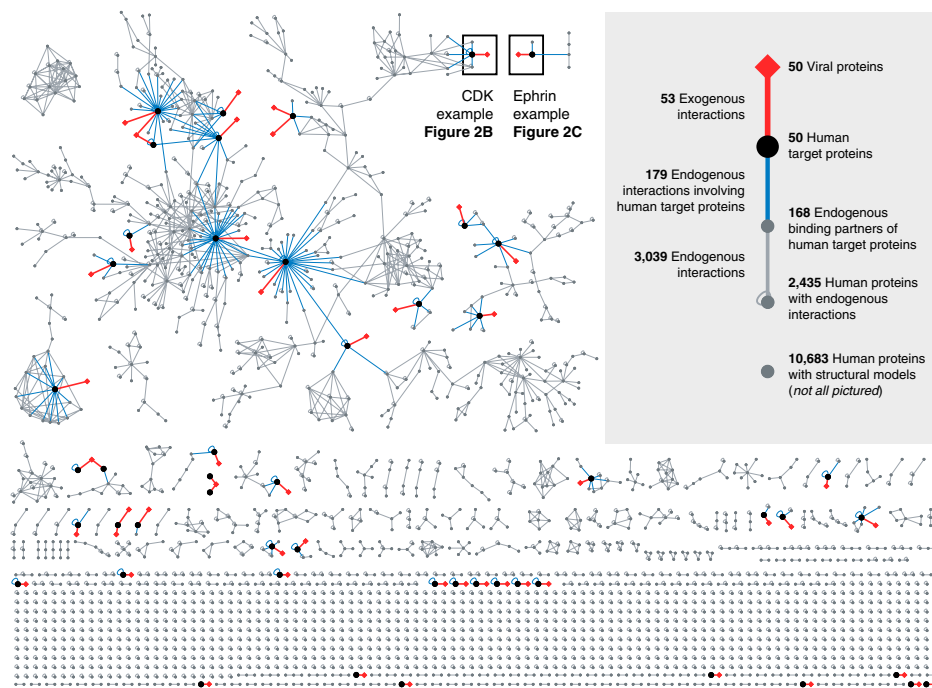 CDK
example
Figure 2B
Ephrin
example
Figure 2C
50 Viral proteins
53 Exogenous
interactions
50 Human
target proteins
179 Endogenous
interactions involving
human target proteins
168 Endogenous
binding partners of
human target proteins
3,039 Endogenous
interactions
2,435 Human proteins
with endogenous
interactions
10,683 Human proteins
with structural models
(not all pictured)